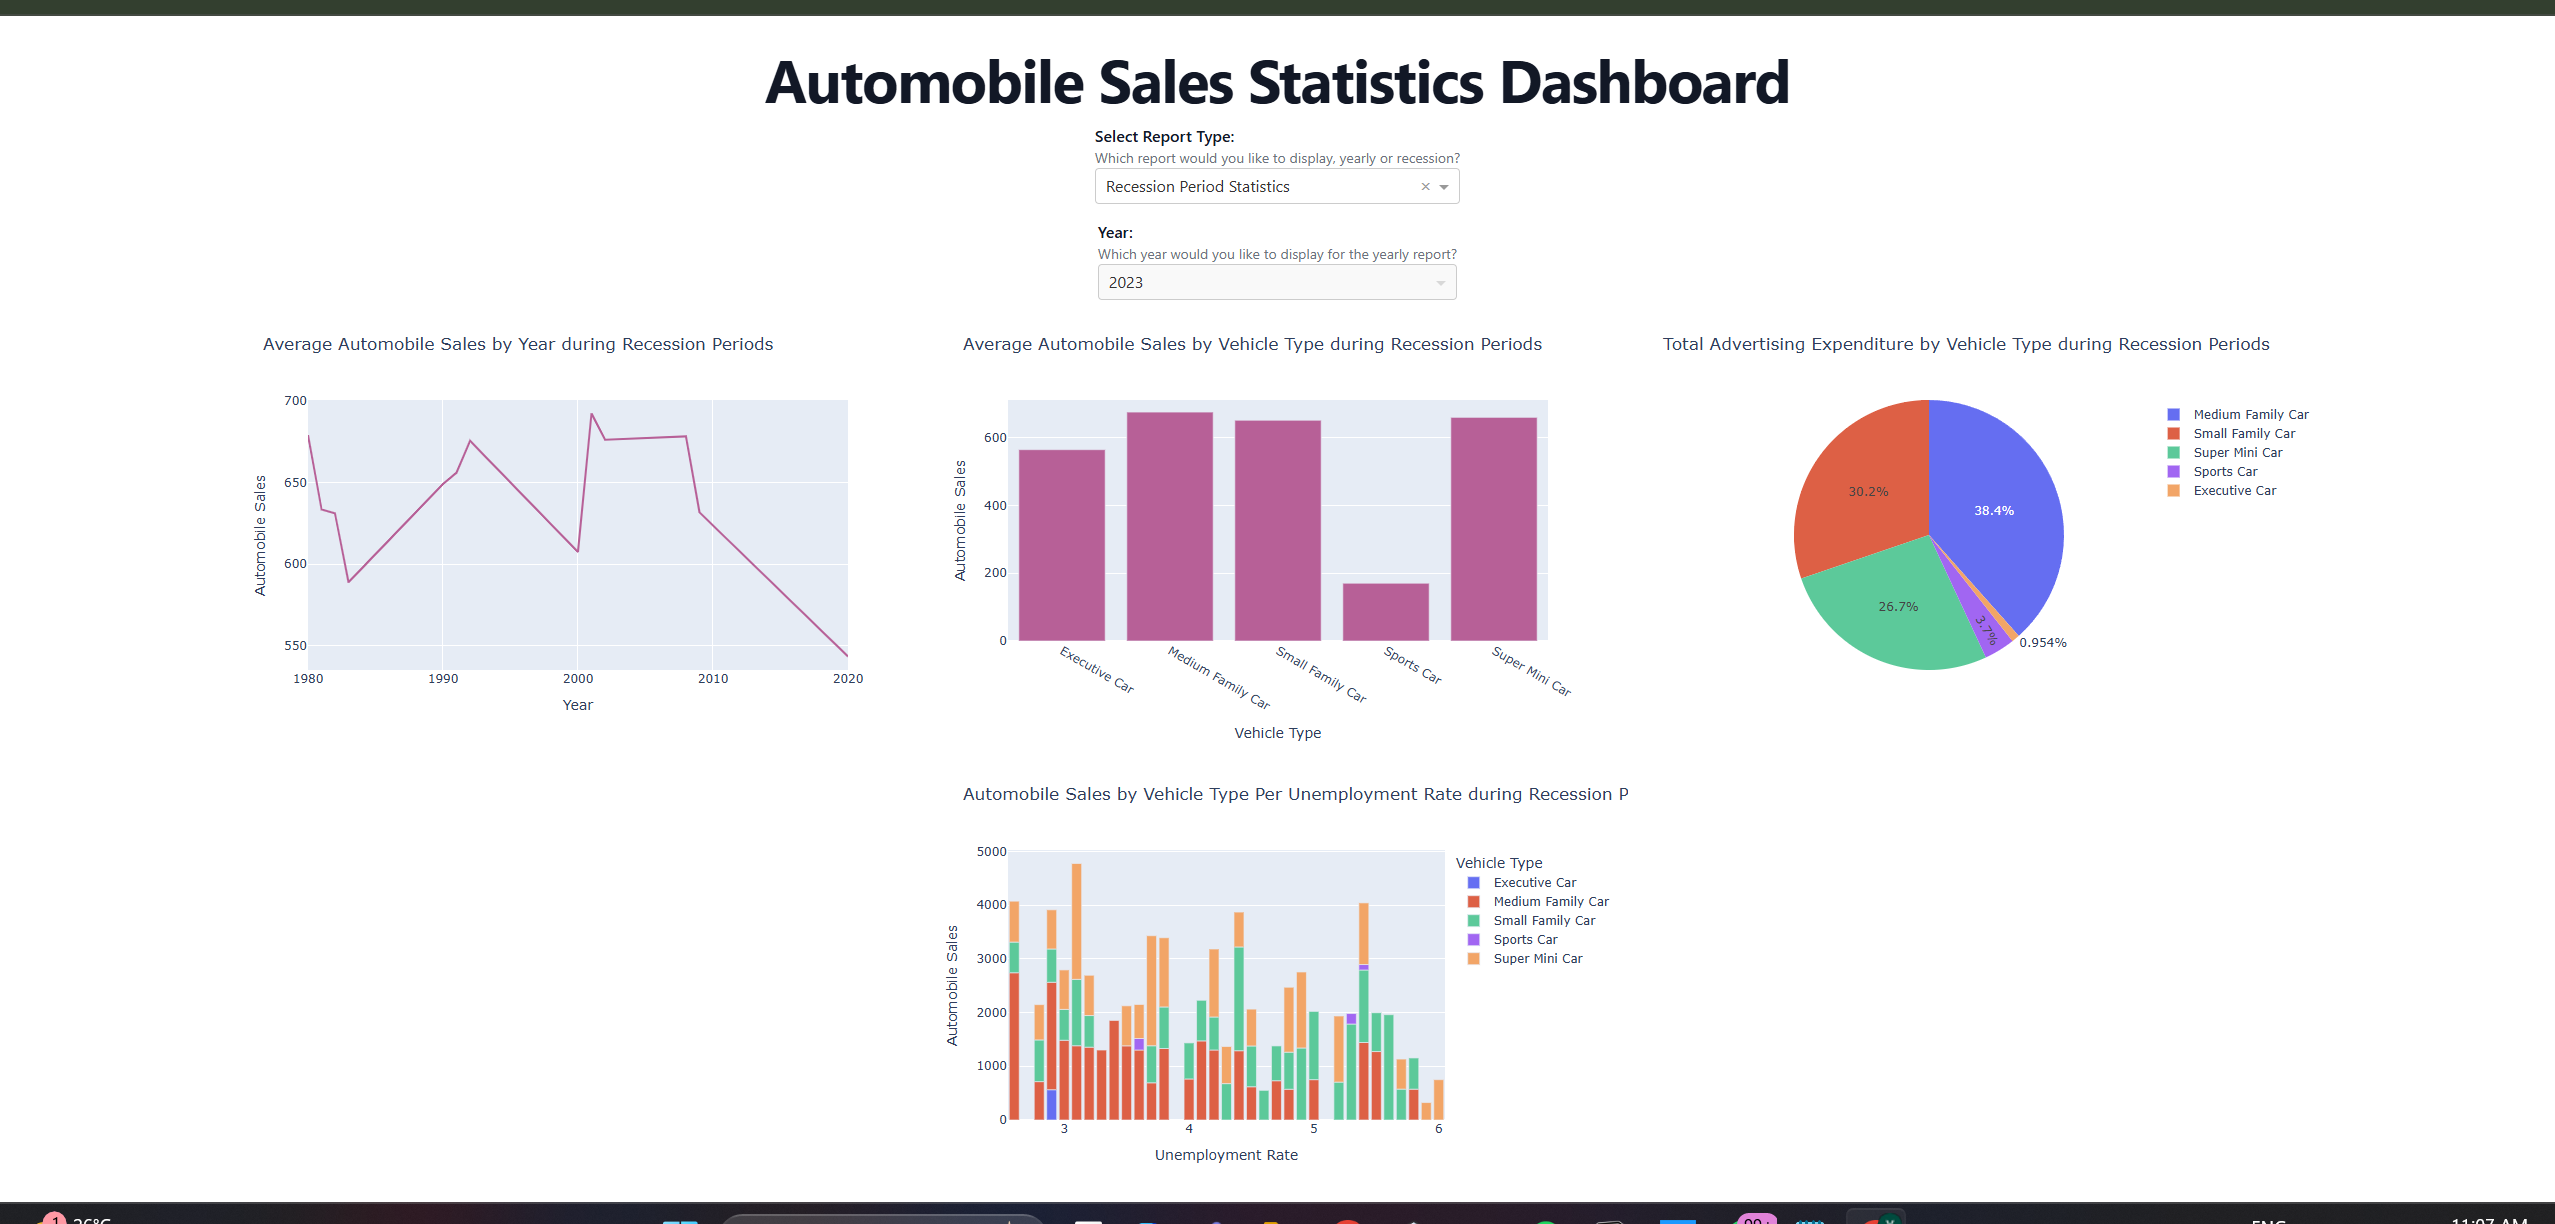 Automobile Sales Statistics Dashboard
Select Report Type:
Which report would you like to display, yearly or recession?
Recession Period Statistics
×
Year:
Which year would you like to display for the yearly report?
2023
Average Automobile Sales by Year during Recession Periods
700
650
600
550
Automobile Sales
1980 1990 2000 2010 2020
Year
Average Automobile Sales by Vehicle Type during Recession Periods
600
400
200
0
Automobile Sales
Executive Car
Medium Family Car
Small Family Car
Sports Car
Super Mini Car
Vehicle Type
Total Advertising Expenditure by Vehicle Type during Recession Periods
38.4%
30.2%
26.7%
3.7%
0.954%
Medium Family Car
Small Family Car
Super Mini Car
Sports Car
Executive Car
Automobile Sales by Vehicle Type Per Unemployment Rate during Recession P
5000
4000
3000
2000
1000
0
Automobile Sales
3 4 5 6
Unemployment Rate
Vehicle Type
Executive Car
Medium Family Car
Small Family Car
Sports Car
Super Mini Car